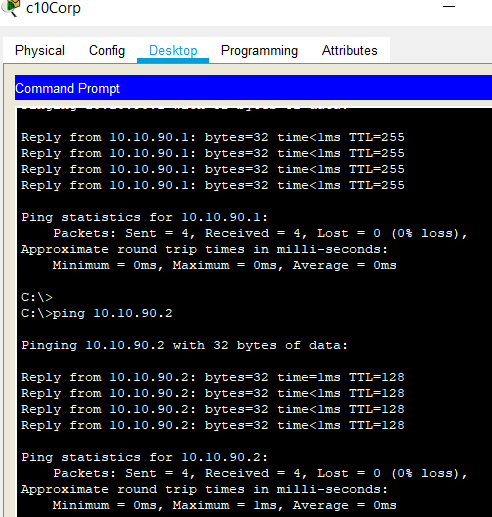 c10Corp
Physical Config Desktop Programming Attributes
Command Prompt
Reply from 10.10.90.1: bytes=32 time<1ms TTL=255
Reply from 10.10.90.1: bytes=32 time<1ms TTL=255
Reply from 10.10.90.1: bytes=32 time<1ms TTL=255
Reply from 10.10.90.1: bytes=32 time<1ms TTL=255
Ping statistics for 10.10.90.1:
Packets: Sent = 4, Received = 4, Lost = 0 (0% loss),
Approximate round trip times in milli-seconds:
Minimum = 0ms, Maximum = 0ms, Average = 0ms
C:\>
C:\>ping 10.10.90.2
Pinging 10.10.90.2 with 32 bytes of data:
Reply from 10.10.90.2: bytes=32 time=1ms TTL=128
Reply from 10.10.90.2: bytes=32 time<1ms TTL=128
Reply from 10.10.90.2: bytes=32 time<1ms TTL=128
Reply from 10.10.90.2: bytes=32 time<1ms TTL=128
Ping statistics for 10.10.90.2:
Packets: Sent = 4, Received = 4, Lost = 0 (0% loss),
Approximate round trip times in milli-seconds:
Minimum = 0ms, Maximum = 1ms, Average = 0ms